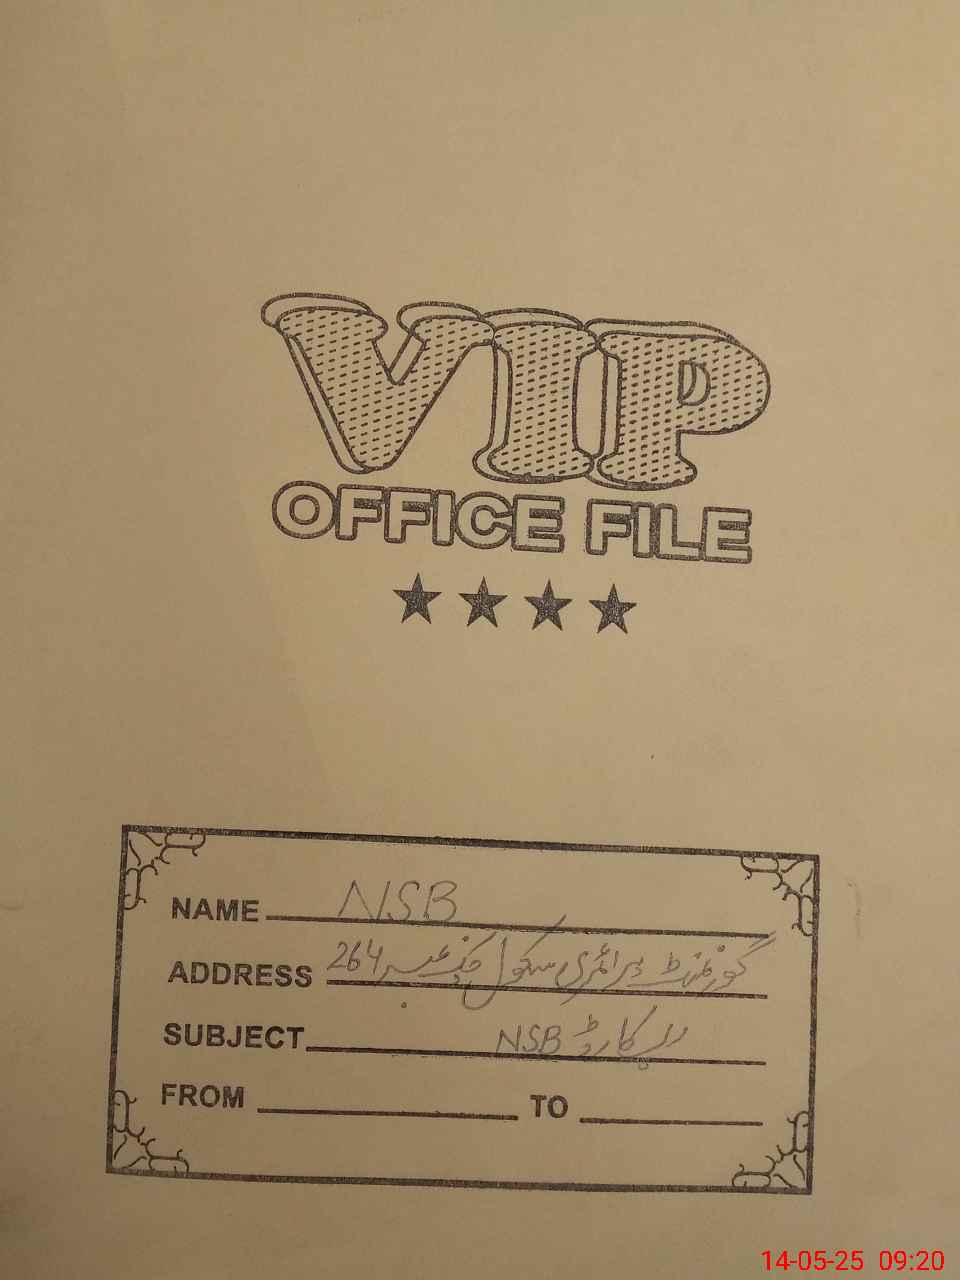 VIP
OFFICE FILE
NAME NSB
ADDRESS گورنمنٹ پرائمری سکول چک نمبر 264
SUBJECT ریکارڈ NSB
FROM TO
14-05-25 09:20